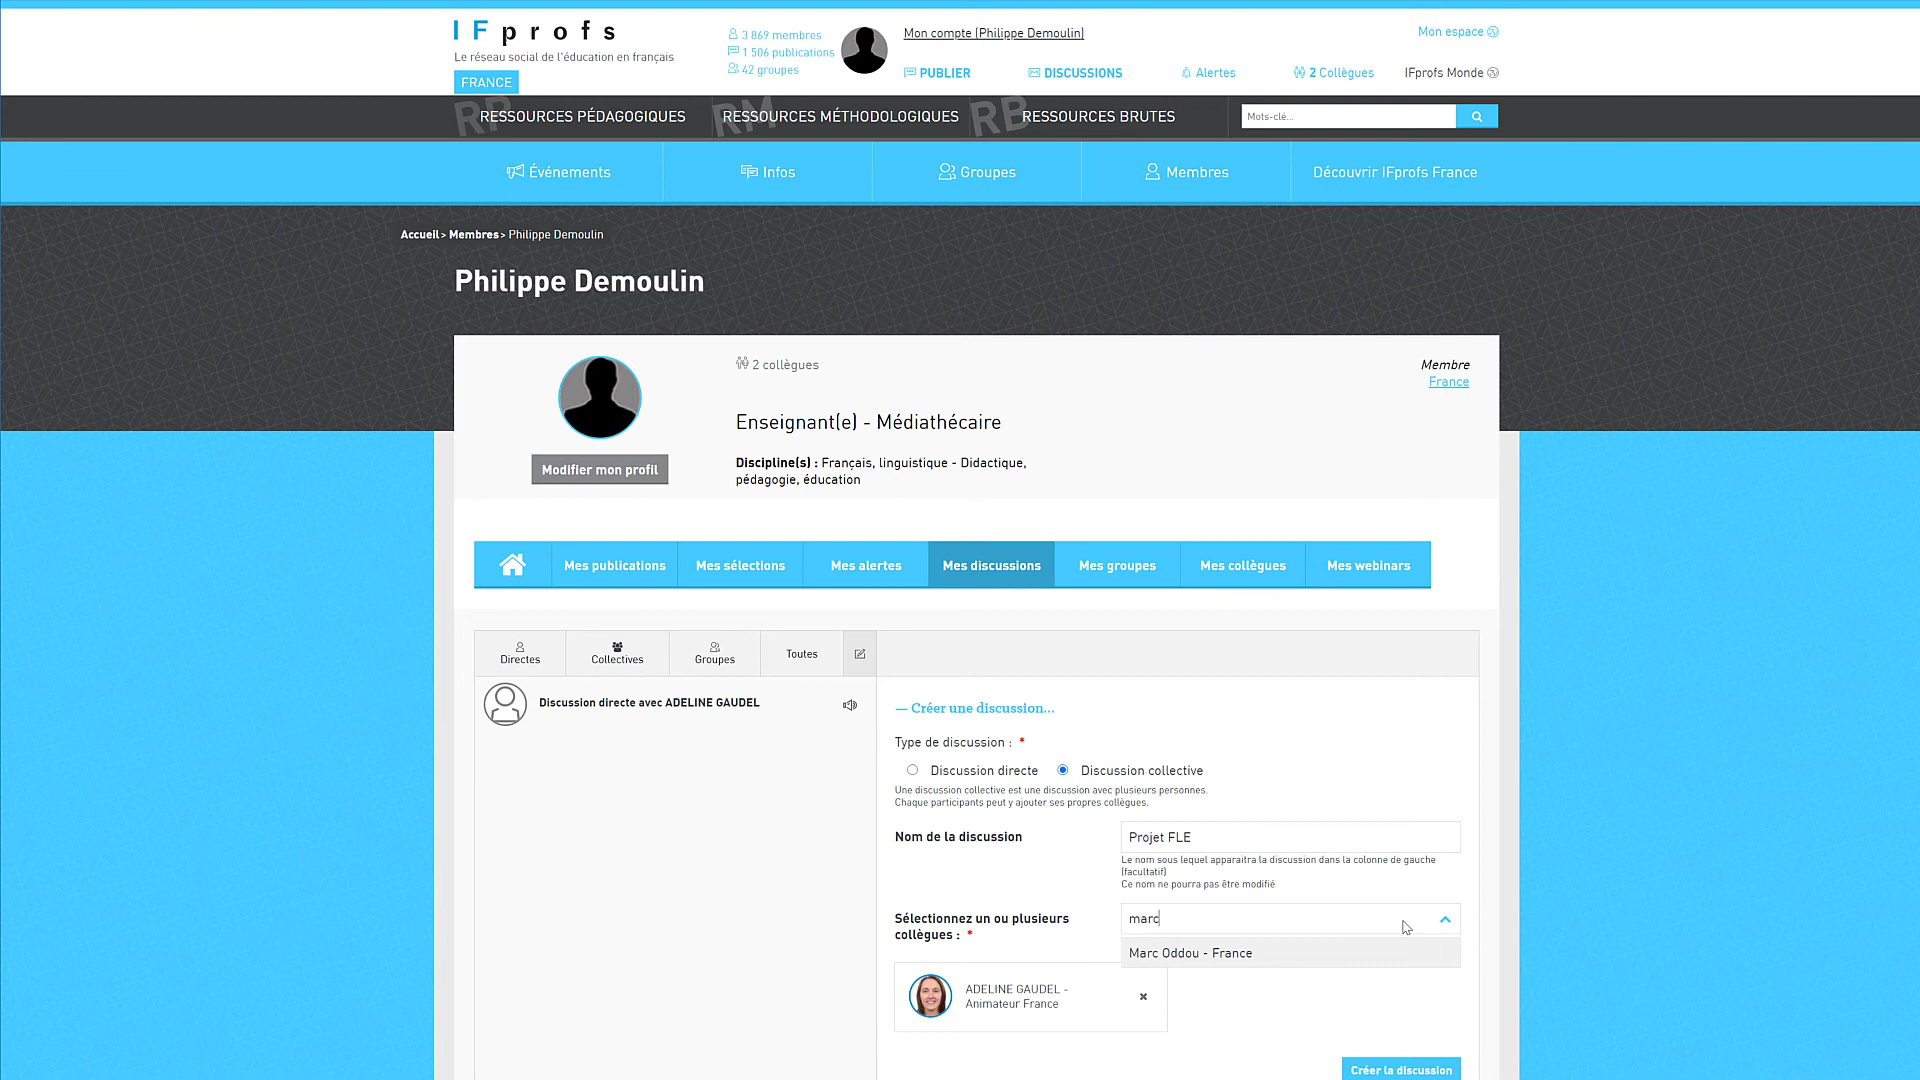 IFprofs
Le réseau social de l'éducation en français
FRANCE
3 869 membres
1 506 publications
42 groupes
Mon compte (Philippe Demoulin)
Mon espace
PUBLIER
DISCUSSIONS
Alertes
2 Collègues
IFprofs Monde
RP RESSOURCES PÉDAGOGIQUES
RM RESSOURCES MÉTHODOLOGIQUES
RB RESSOURCES BRUTES
Mots-clé...
Événements
Infos
Groupes
Membres
Découvrir IFprofs France
Accueil > Membres > Philippe Demoulin
Philippe Demoulin
2 collègues
Membre
France
Enseignant(e) - Médiathécaire
Modifier mon profil
Discipline(s) : Français, linguistique - Didactique,
pédagogie, éducation
Mes publications
Mes sélections
Mes alertes
Mes discussions
Mes groupes
Mes collègues
Mes webinars
Directes
Collectives
Groupes
Toutes
Discussion directe avec ADELINE GAUDEL
— Créer une discussion...
Type de discussion : *
Discussion directe
Discussion collective
Une discussion collective est une discussion avec plusieurs personnes.
Chaque participants peut y ajouter ses propres collègues.
Nom de la discussion
Projet FLE
Le nom sous lequel apparaitra la discussion dans la colonne de gauche
(facultatif)
Ce nom ne pourra pas être modifié
Sélectionnez un ou plusieurs
collègues : *
marc
Marc Oddou - France
ADELINE GAUDEL -
Animateur France
Créer la discussion